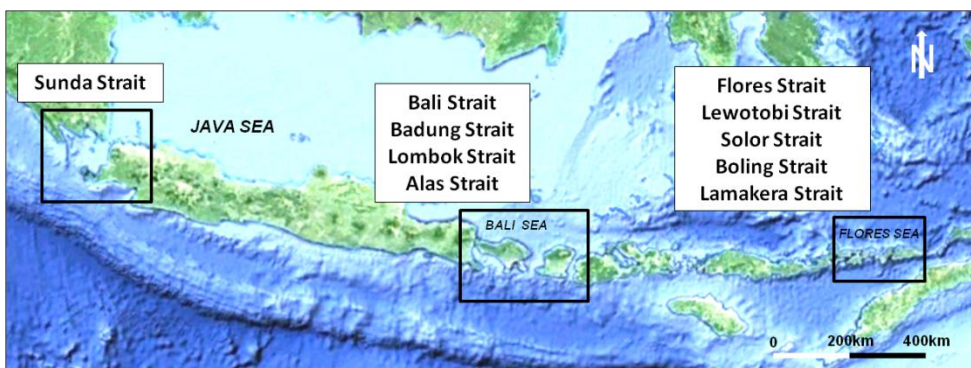 Sunda Strait
JAVA SEA
Bali Strait
Badung Strait
Lombok Strait
Alas Strait
Flores Strait
Lewotobi Strait
Solor Strait
Boling Strait
Lamakera Strait
N
BALI SEA
FLORES SEA
0 200km 400km